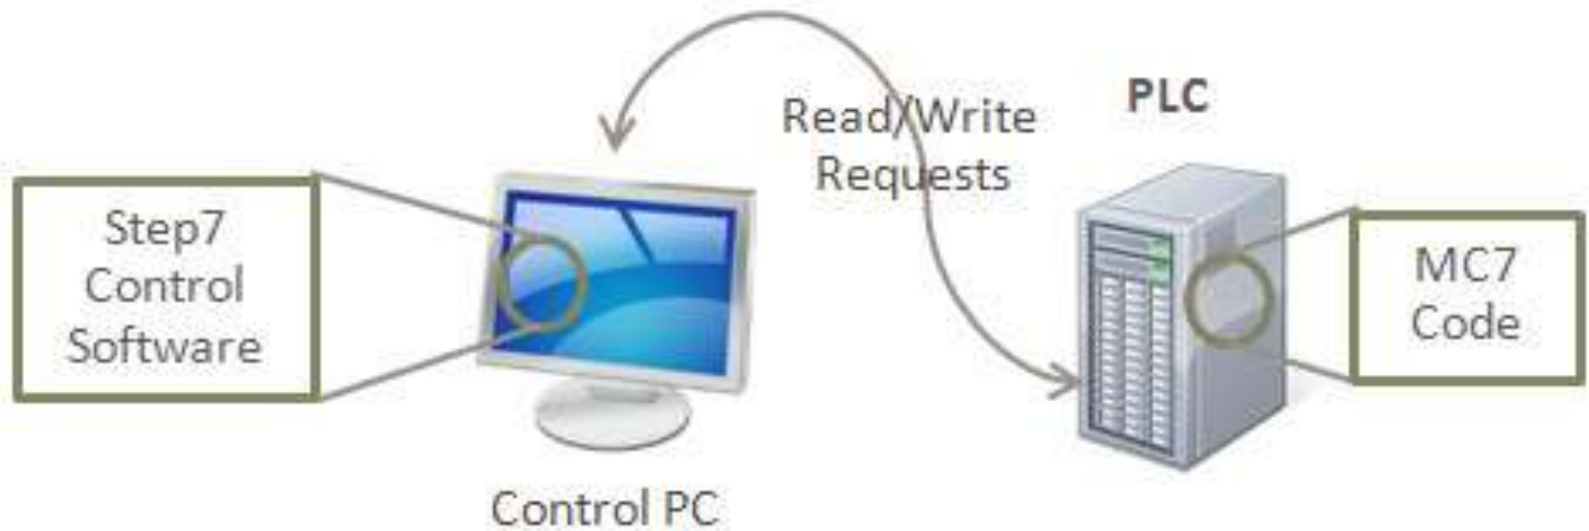 Step7
Control
Software
Control PC
Read/Write
Requests
PLC
MC7
Code